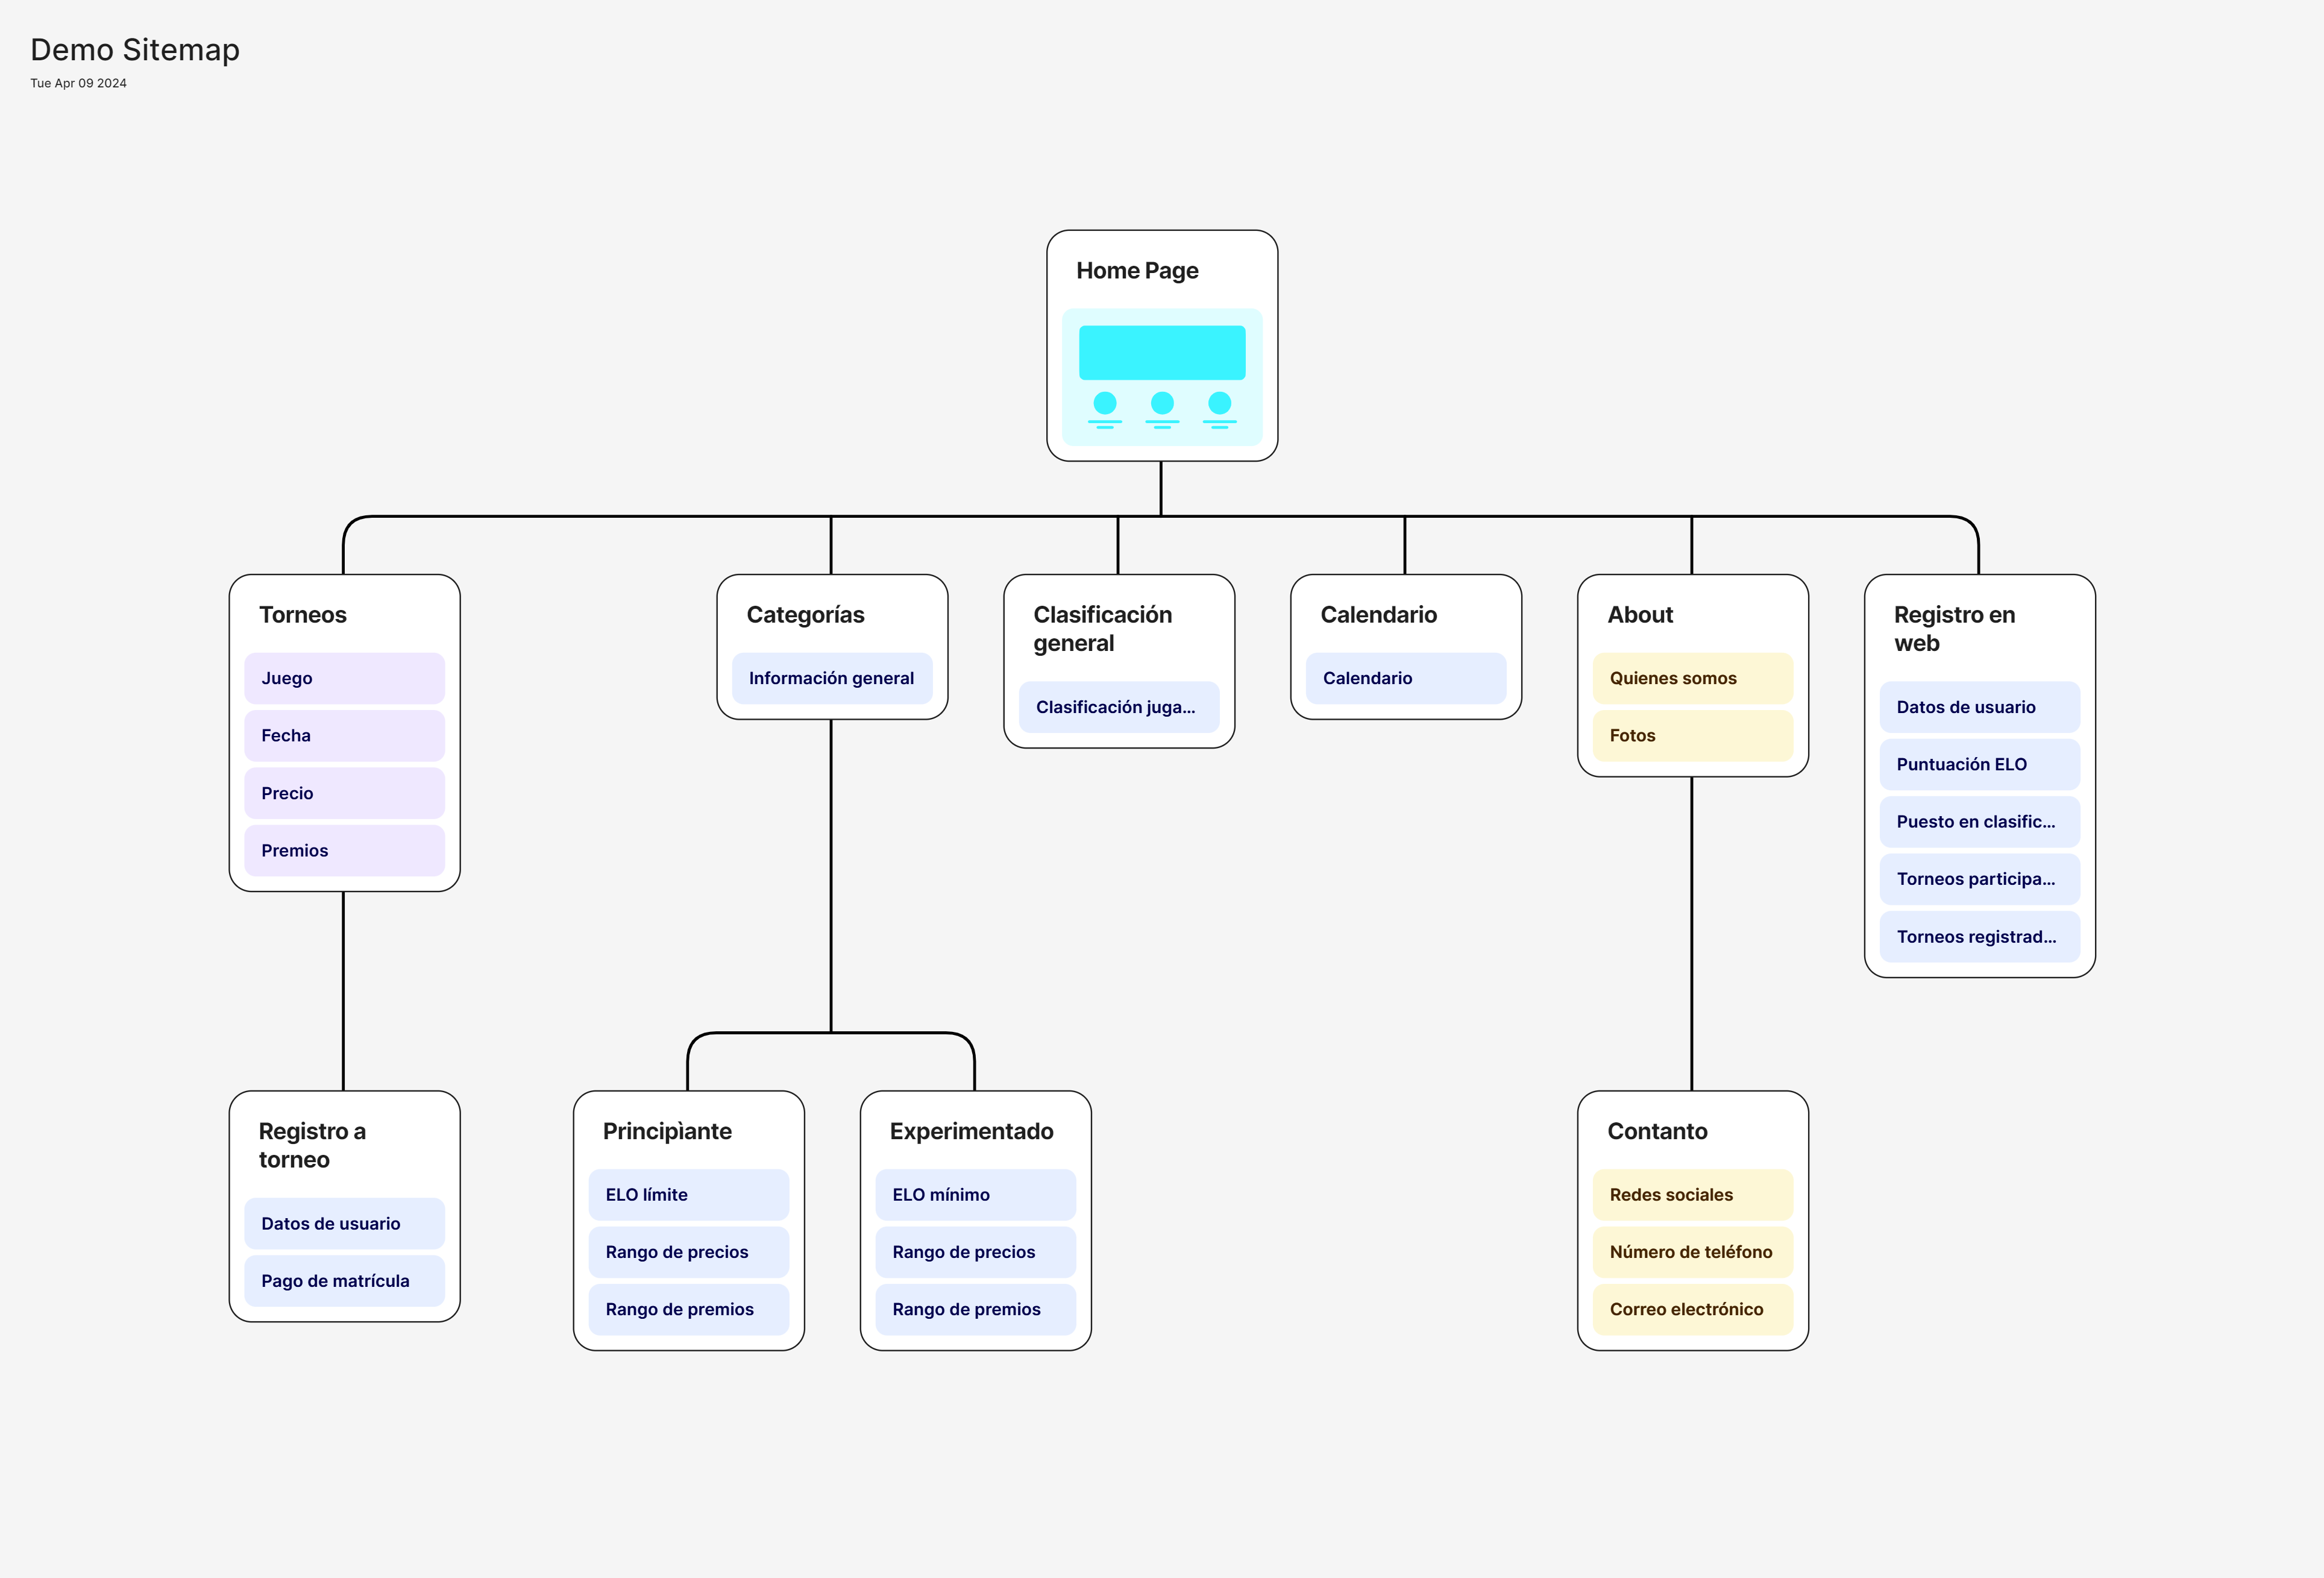 Demo Sitemap
Tue Apr 09 2024
Home Page
Torneos
Juego
Fecha
Precio
Premios
Categorías
Información general
Clasificación
general
Clasificación juga...
Calendario
Calendario
About
Quienes somos
Fotos
Registro en
web
Datos de usuario
Puntuación ELO
Puesto en clasific...
Torneos participa...
Torneos registrad...
Registro a
torneo
Datos de usuario
Pago de matrícula
Principìante
ELO límite
Rango de precios
Rango de premios
Experimentado
ELO mínimo
Rango de precios
Rango de premios
Contanto
Redes sociales
Número de teléfono
Correo electrónico